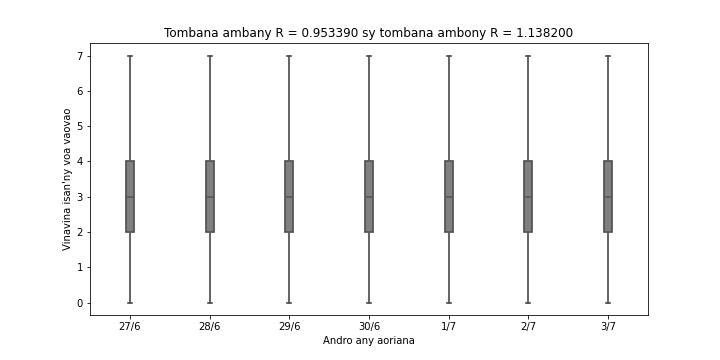 Tombana ambany R = 0.953390 sy tombana ambony R = 1.138200
Vinavina isan'ny voa vaovao
7
6
5
4
3
2
1
0
27/6 28/6 29/6 30/6 1/7 2/7 3/7
Andro any aoriana